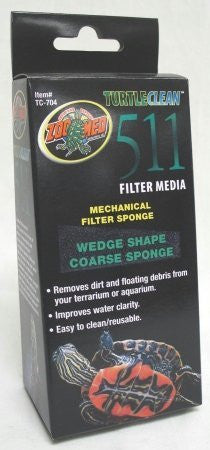 Item#
TC-704
ZOO MED
TURTLECLEAN™
511
FILTER MEDIA
MECHANICAL
FILTER SPONGE
WEDGE SHAPE
COARSE SPONGE
• Removes dirt and floating debris from
your terrarium or aquarium.
• Improves water clarity.
• Easy to clean/reusable.